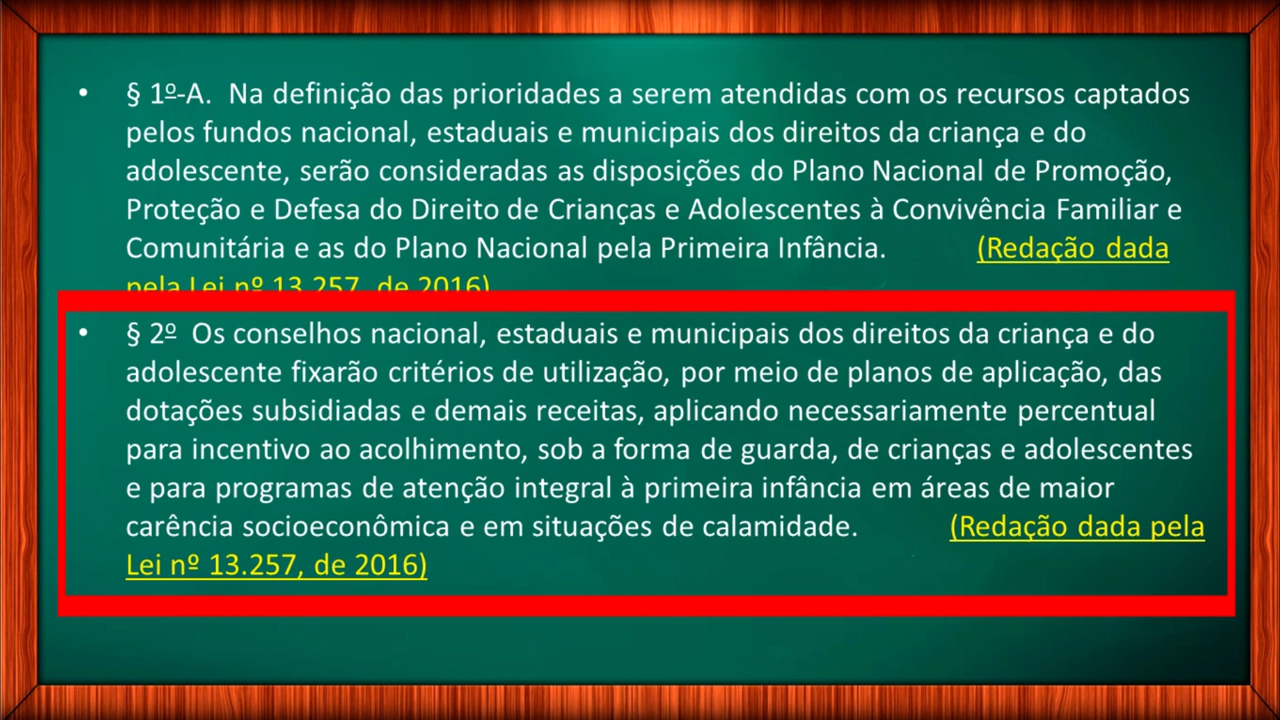 • § 1º-A. Na definição das prioridades a serem atendidas com os recursos captados
pelos fundos nacional, estaduais e municipais dos direitos da criança e do
adolescente, serão consideradas as disposições do Plano Nacional de Promoção,
Proteção e Defesa do Direito de Crianças e Adolescentes à Convivência Familiar e
Comunitária e as do Plano Nacional pela Primeira Infância. (Redação dada
pela Lei nº 13.257, de 2016)
• § 2º Os conselhos nacional, estaduais e municipais dos direitos da criança e do
adolescente fixarão critérios de utilização, por meio de planos de aplicação, das
dotações subsidiadas e demais receitas, aplicando necessariamente percentual
para incentivo ao acolhimento, sob a forma de guarda, de crianças e adolescentes
e para programas de atenção integral à primeira infância em áreas de maior
carência socioeconômica e em situações de calamidade. (Redação dada pela
Lei nº 13.257, de 2016)